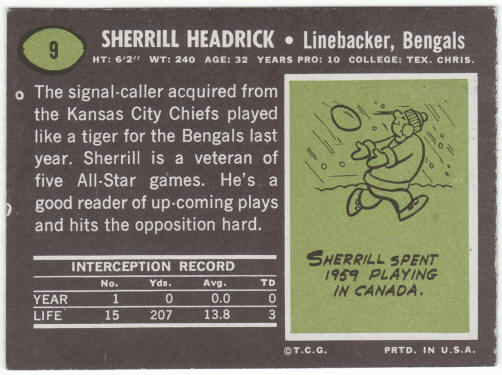 9
SHERRILL HEADRICK • Linebacker, Bengals
HT: 6'2" WT: 240 AGE: 32 YEARS PRO: 10 COLLEGE: TEX. CHRIS.
The signal-caller acquired from
the Kansas City Chiefs played
like a tiger for the Bengals last
year. Sherrill is a veteran of
five All-Star games. He's a
good reader of up-coming plays
and hits the opposition hard.
INTERCEPTION RECORD
No. Yds. Avg. TD
YEAR 1 0 0.0 0
LIFE 15 207 13.8 3
SHERRILL SPENT
1959 PLAYING
IN CANADA.
©T.C.G. PRTD. IN U.S.A.